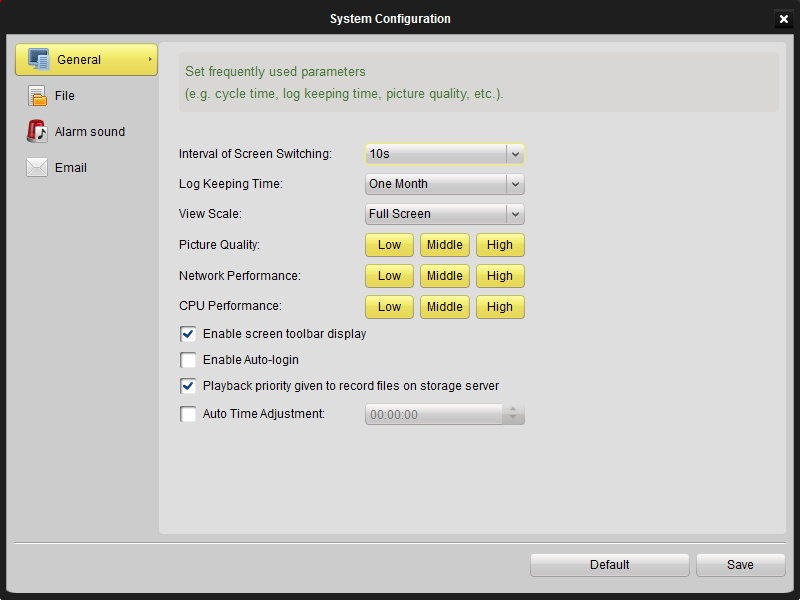 System Configuration
General
File
Alarm sound
Email
Set frequently used parameters
(e.g. cycle time, log keeping time, picture quality, etc.).
Interval of Screen Switching: 10s
Log Keeping Time: One Month
View Scale: Full Screen
Picture Quality: Low Middle High
Network Performance: Low Middle High
CPU Performance: Low Middle High
Enable screen toolbar display
Enable Auto-login
Playback priority given to record files on storage server
Auto Time Adjustment: 00:00:00
Default Save